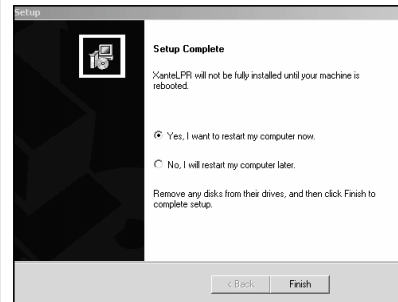 Setup
Setup Complete
XanteLPR will not be fully installed until your machine is
rebooted.
Yes, I want to restart my computer now.
No, I will restart my computer later.
Remove any disks from their drives, and then click Finish to
complete setup.
< Back
Finish